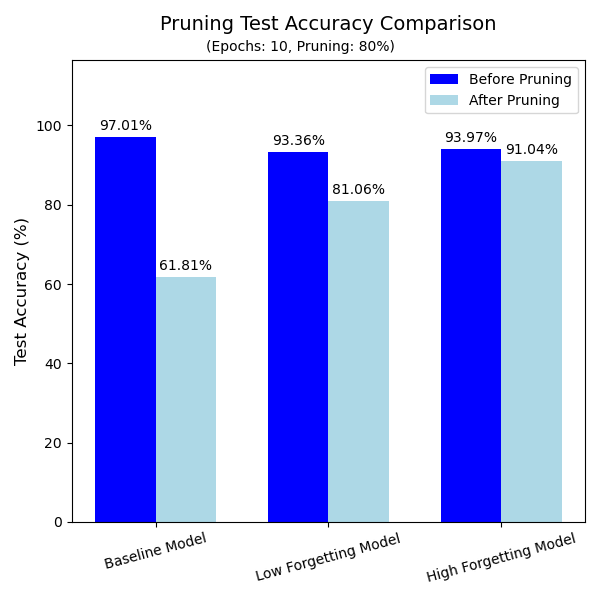 Pruning Test Accuracy Comparison
(Epochs: 10, Pruning: 80%)
Before Pruning
After Pruning
97.01%
93.36%
93.97%
91.04%
81.06%
61.81%
100
80
60
40
20
0
Test Accuracy (%)
Baseline Model
Low Forgetting Model
High Forgetting Model